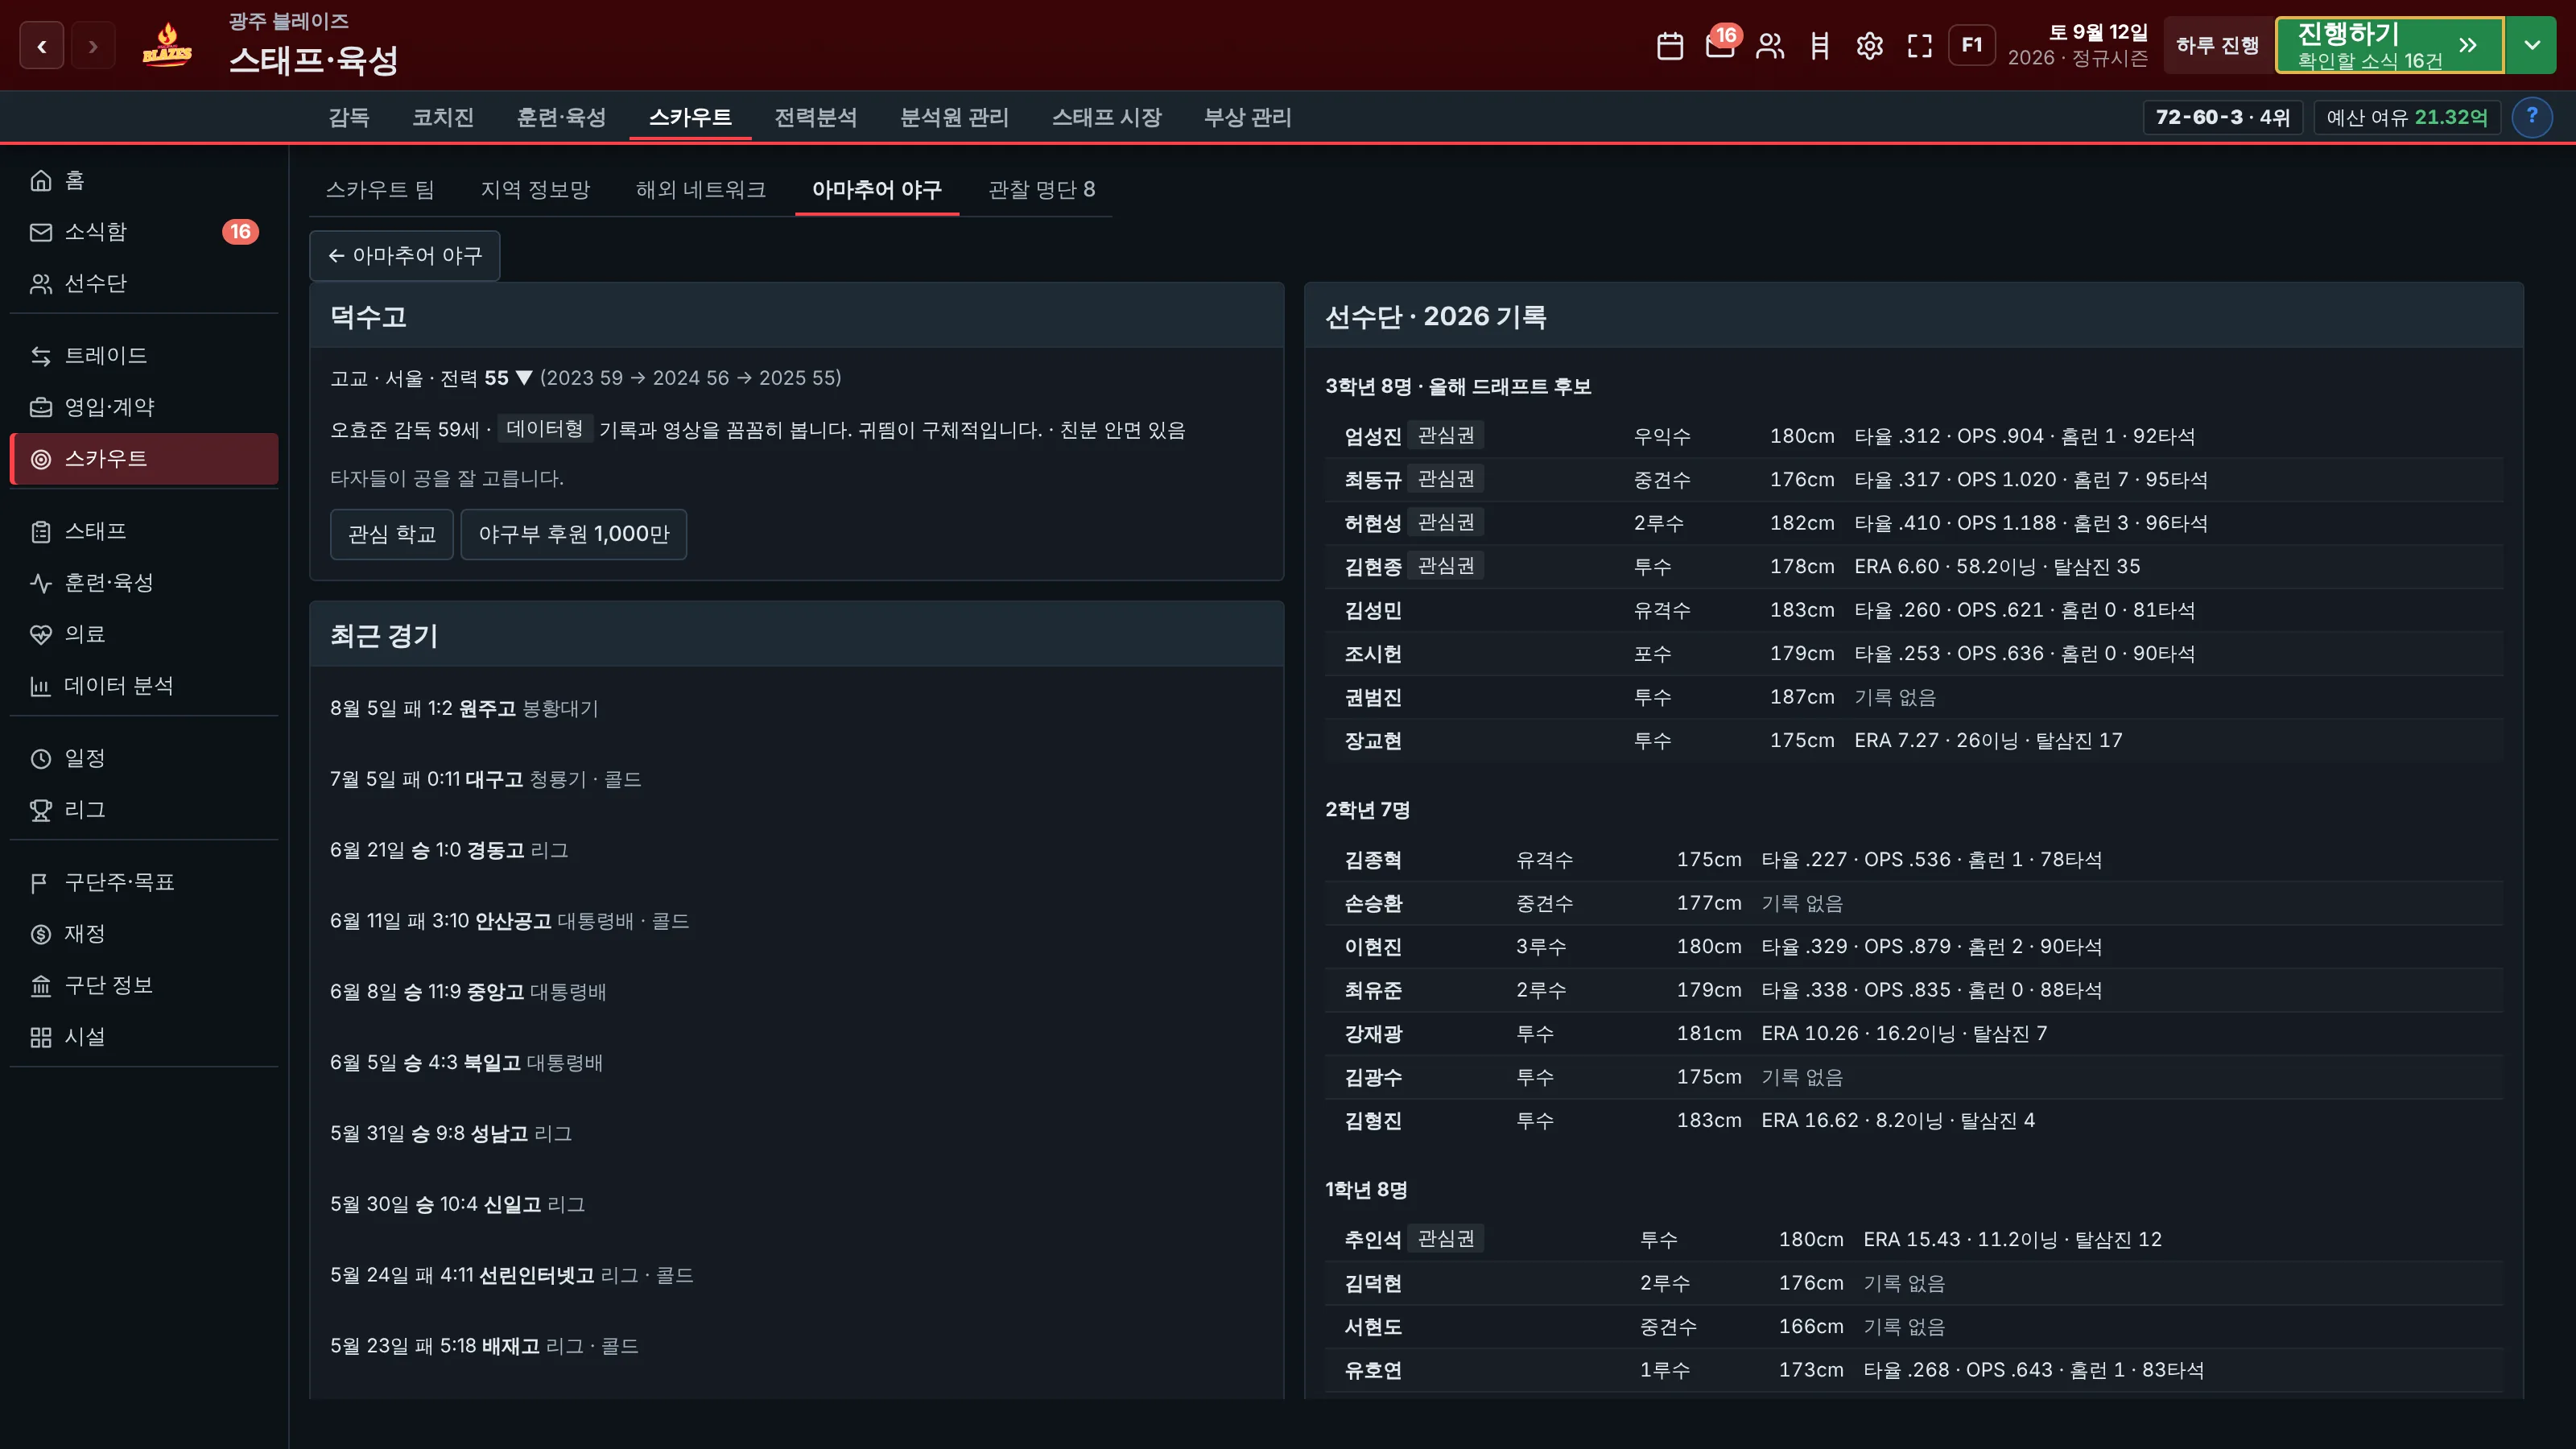 광주 블레이즈
스태프·육성
BLAZES
16
F1
토 9월 12일
2026 · 정규시즌
하루 진행
진행하기
확인할 소식 16건
감독
코치진
훈련·육성
스카우트
전력분석
분석원 관리
스태프 시장
부상 관리
72-60-3 · 4위
예산 여유 21.32억
?
홈
소식함 16
선수단
트레이드
영입·계약
스카우트
스태프
훈련·육성
의료
데이터 분석
일정
리그
구단주·목표
재정
구단 정보
시설
스카우트 팀
지역 정보망
해외 네트워크
아마추어 야구
관찰 명단 8
← 아마추어 야구
덕수고
고교 · 서울 · 전력 55 ▼ (2023 59 → 2024 56 → 2025 55)
오효준 감독 59세 · 데이터형 기록과 영상을 꼼꼼히 봅니다. 귀띔이 구체적입니다. · 친분 안면 있음
타자들이 공을 잘 고릅니다.
관심 학교
야구부 후원 1,000만
최근 경기
8월 5일 패 1:2 원주고 봉황대기
7월 5일 패 0:11 대구고 청룡기 · 콜드
6월 21일 승 1:0 경동고 리그
6월 11일 패 3:10 안산공고 대통령배 · 콜드
6월 8일 승 11:9 중앙고 대통령배
6월 5일 승 4:3 북일고 대통령배
5월 31일 승 9:8 성남고 리그
5월 30일 승 10:4 신일고 리그
5월 24일 패 4:11 선린인터넷고 리그 · 콜드
5월 23일 패 5:18 배재고 리그 · 콜드
선수단 · 2026 기록
3학년 8명 · 올해 드래프트 후보
엄성진 관심권 우익수 180cm 타율 .312 · OPS .904 · 홈런 1 · 92타석
최동규 관심권 중견수 176cm 타율 .317 · OPS 1.020 · 홈런 7 · 95타석
허현성 관심권 2루수 182cm 타율 .410 · OPS 1.188 · 홈런 3 · 96타석
김현종 관심권 투수 178cm ERA 6.60 · 58.2이닝 · 탈삼진 35
김성민 유격수 183cm 타율 .260 · OPS .621 · 홈런 0 · 81타석
조시헌 포수 179cm 타율 .253 · OPS .636 · 홈런 0 · 90타석
권범진 투수 187cm 기록 없음
장교현 투수 175cm ERA 7.27 · 26이닝 · 탈삼진 17
2학년 7명
김종혁 유격수 175cm 타율 .227 · OPS .536 · 홈런 1 · 78타석
손승환 중견수 177cm 기록 없음
이현진 3루수 180cm 타율 .329 · OPS .879 · 홈런 2 · 90타석
최유준 2루수 179cm 타율 .338 · OPS .835 · 홈런 0 · 88타석
강재광 투수 181cm ERA 10.26 · 16.2이닝 · 탈삼진 7
김광수 투수 175cm 기록 없음
김형진 투수 183cm ERA 16.62 · 8.2이닝 · 탈삼진 4
1학년 8명
추인석 관심권 투수 180cm ERA 15.43 · 11.2이닝 · 탈삼진 12
김덕현 2루수 176cm 기록 없음
서현도 중견수 166cm 기록 없음
유호연 1루수 173cm 타율 .268 · OPS .643 · 홈런 1 · 83타석